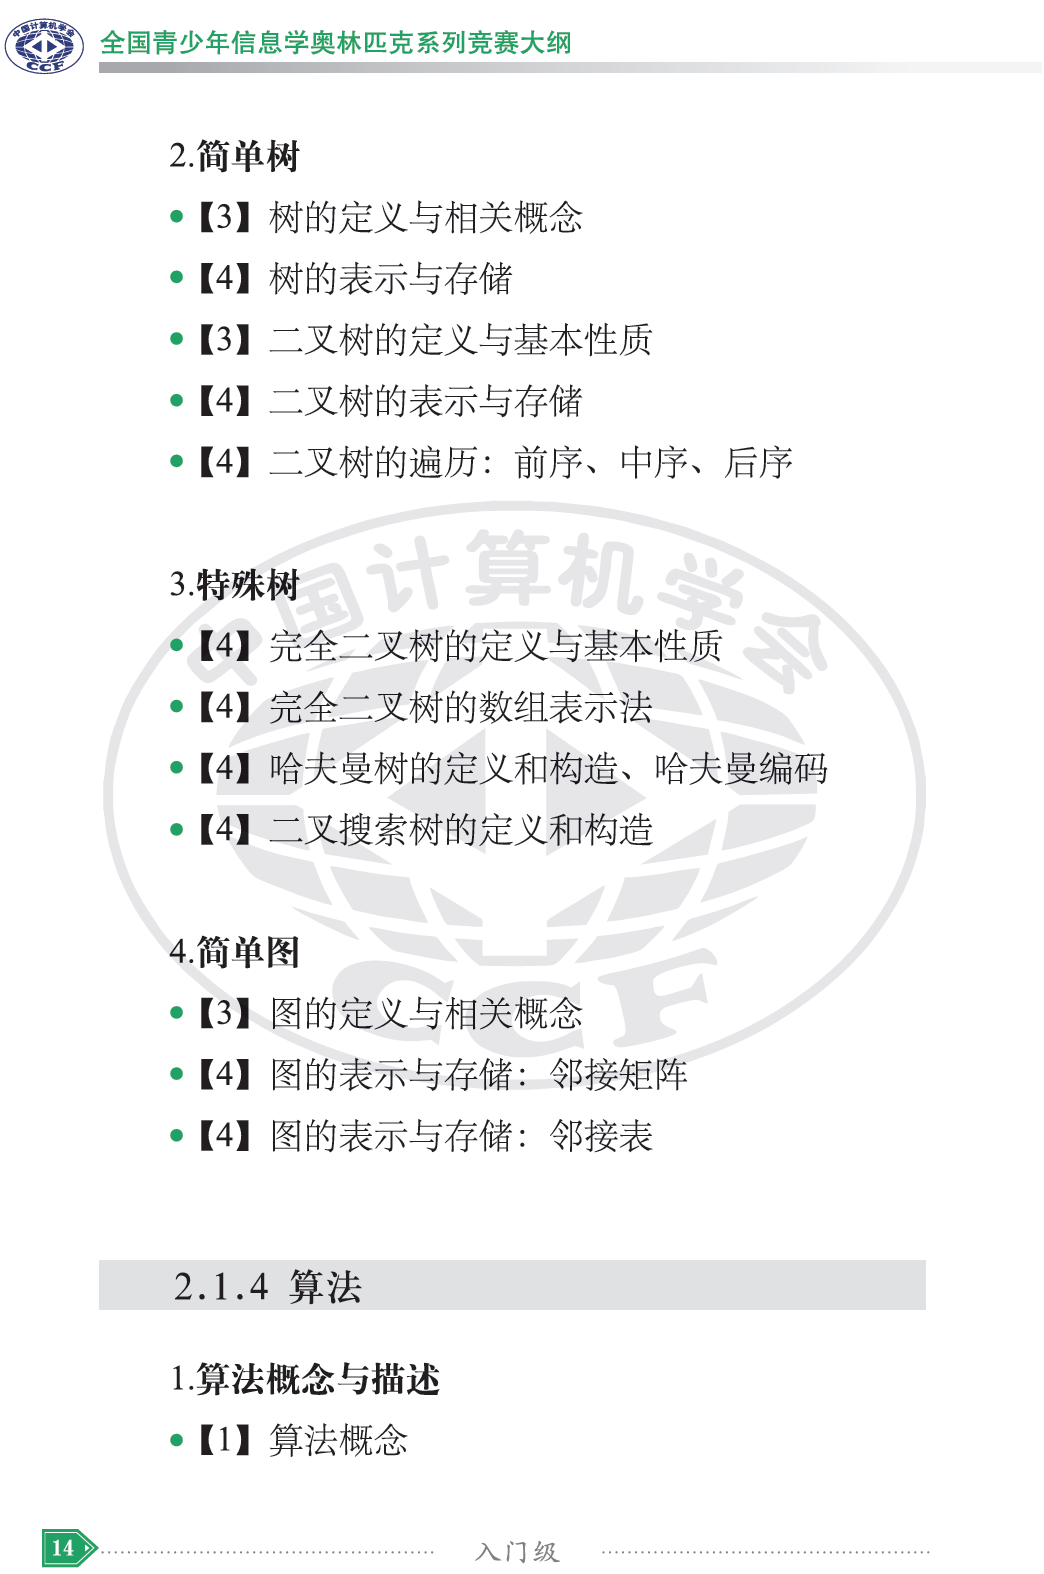 中国计算机学会
CCF
全国青少年信息学奥林匹克系列竞赛大纲
2.简单树
●【3】树的定义与相关概念
●【4】树的表示与存储
●【3】二叉树的定义与基本性质
●【4】二叉树的表示与存储
●【4】二叉树的遍历：前序、中序、后序
中国计算机学会
3.特殊树
●【4】完全二叉树的定义与基本性质
●【4】完全二叉树的数组表示法
●【4】哈夫曼树的定义和构造、哈夫曼编码
●【4】二叉搜索树的定义和构造
4.简单图
CCF
●【3】图的定义与相关概念
●【4】图的表示与存储：邻接矩阵
●【4】图的表示与存储：邻接表
2.1.4 算法
1.算法概念与描述
●【1】算法概念
14
入门级